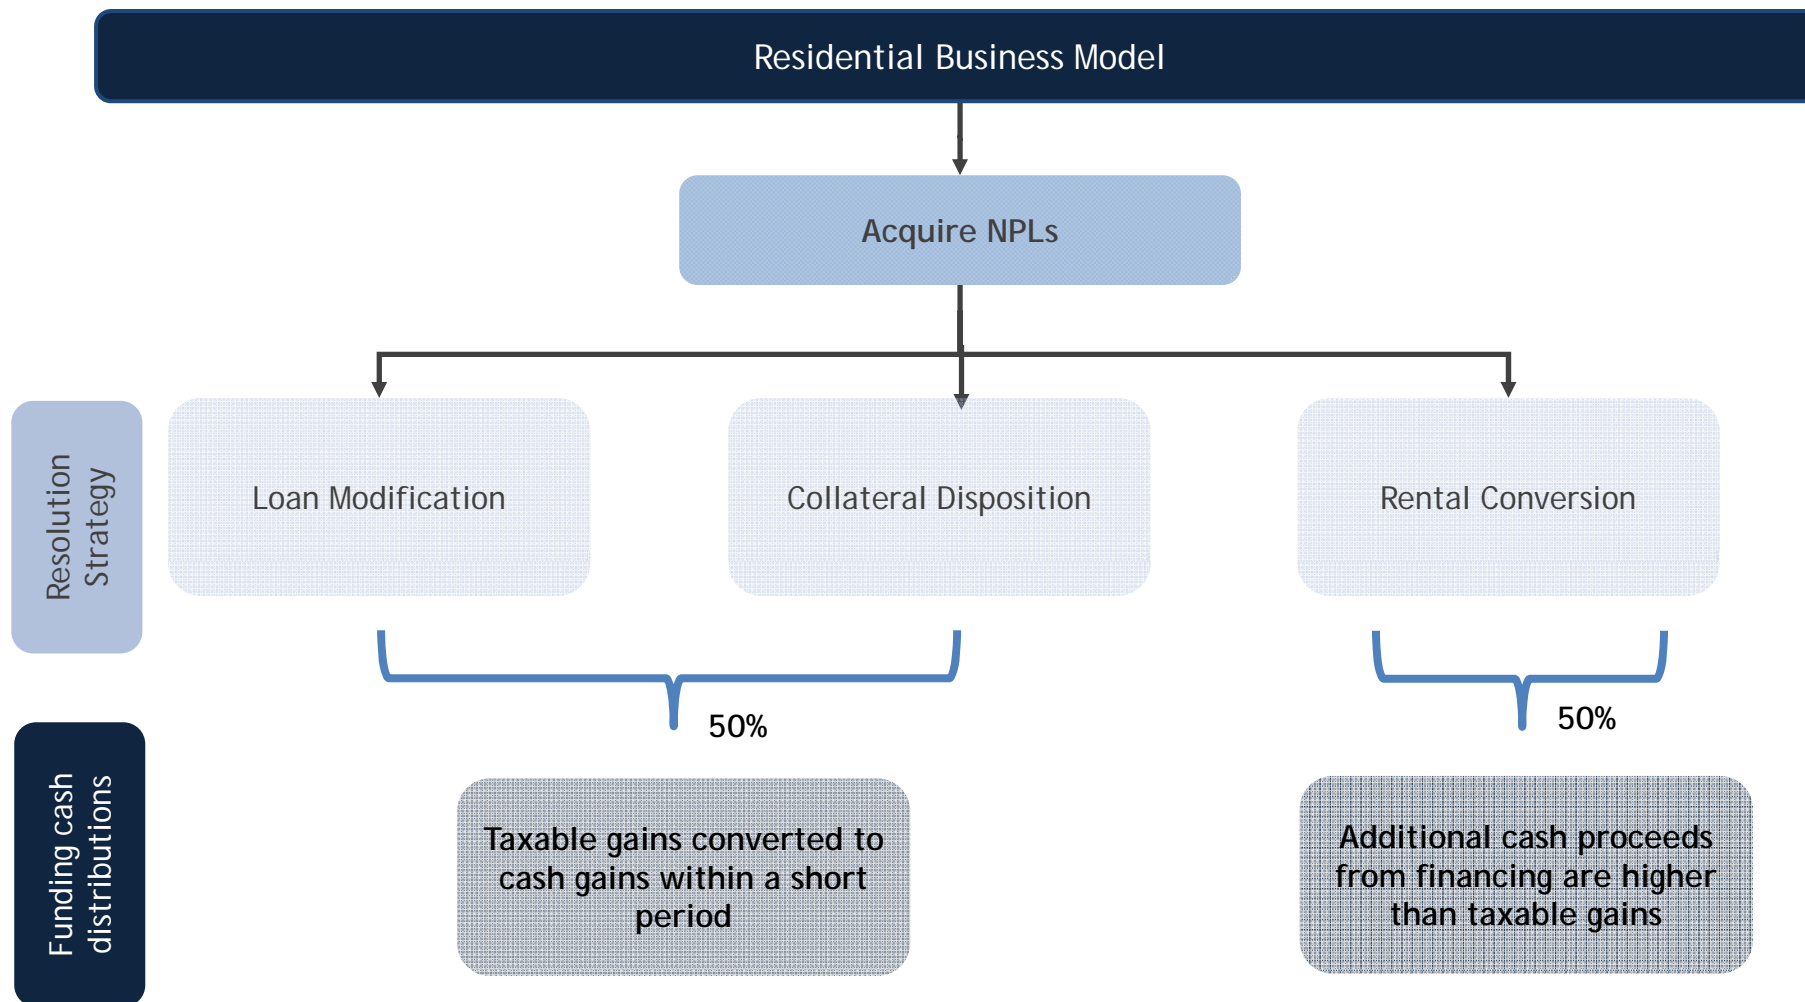 Residential Business Model
Acquire NPLs
Resolution
Strategy
Loan Modification
Collateral Disposition
Rental Conversion
50%
50%
Funding cash
distributions
Taxable gains converted to
cash gains within a short
period
Additional cash proceeds
from financing are higher
than taxable gains